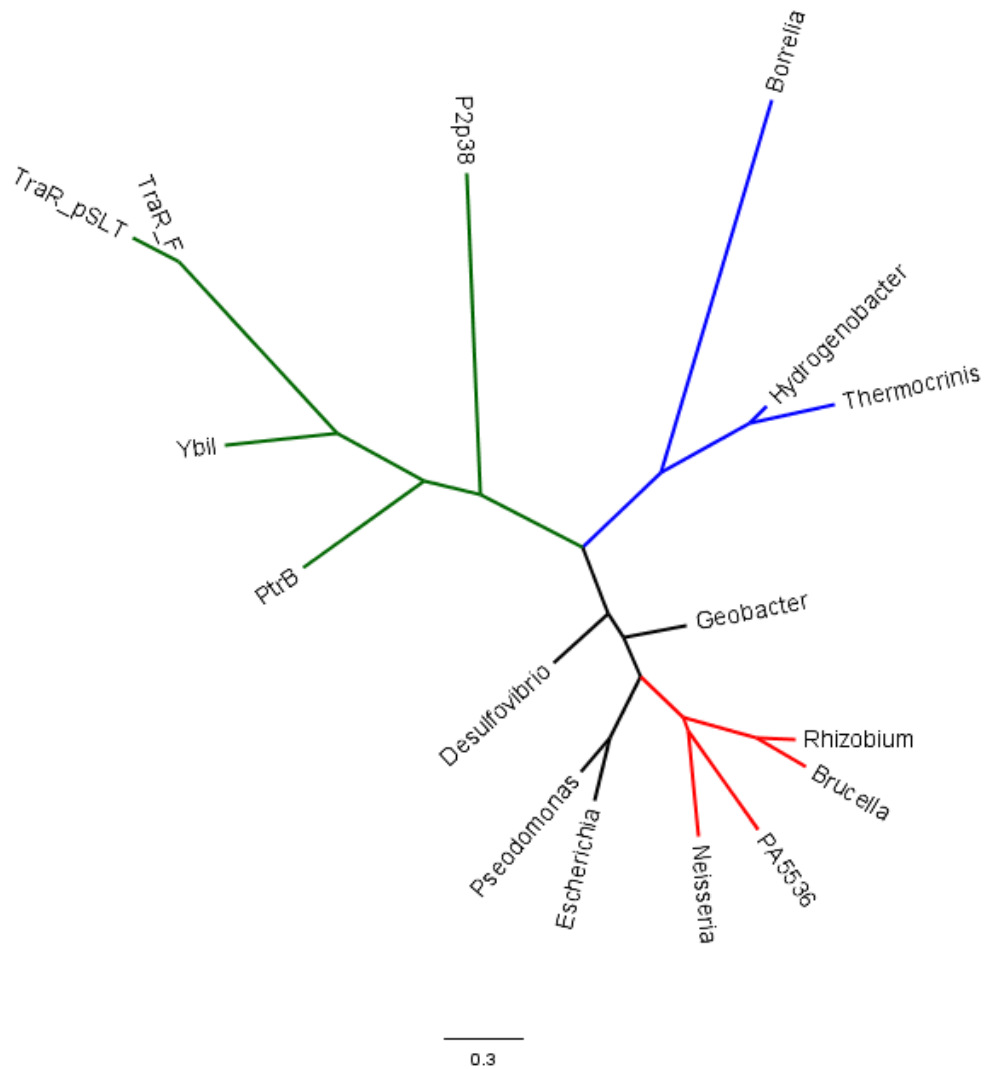 Borrelia
P2p38
TraR_pSLT
TraR_F
Hydrogenobacter
Thermocrinis
Ybil
PtrB
Geobacter
Desulfovibrio
Rhizobium
Brucella
Pseodomonas
Escherichia
PA5536
Neisseria
0.3